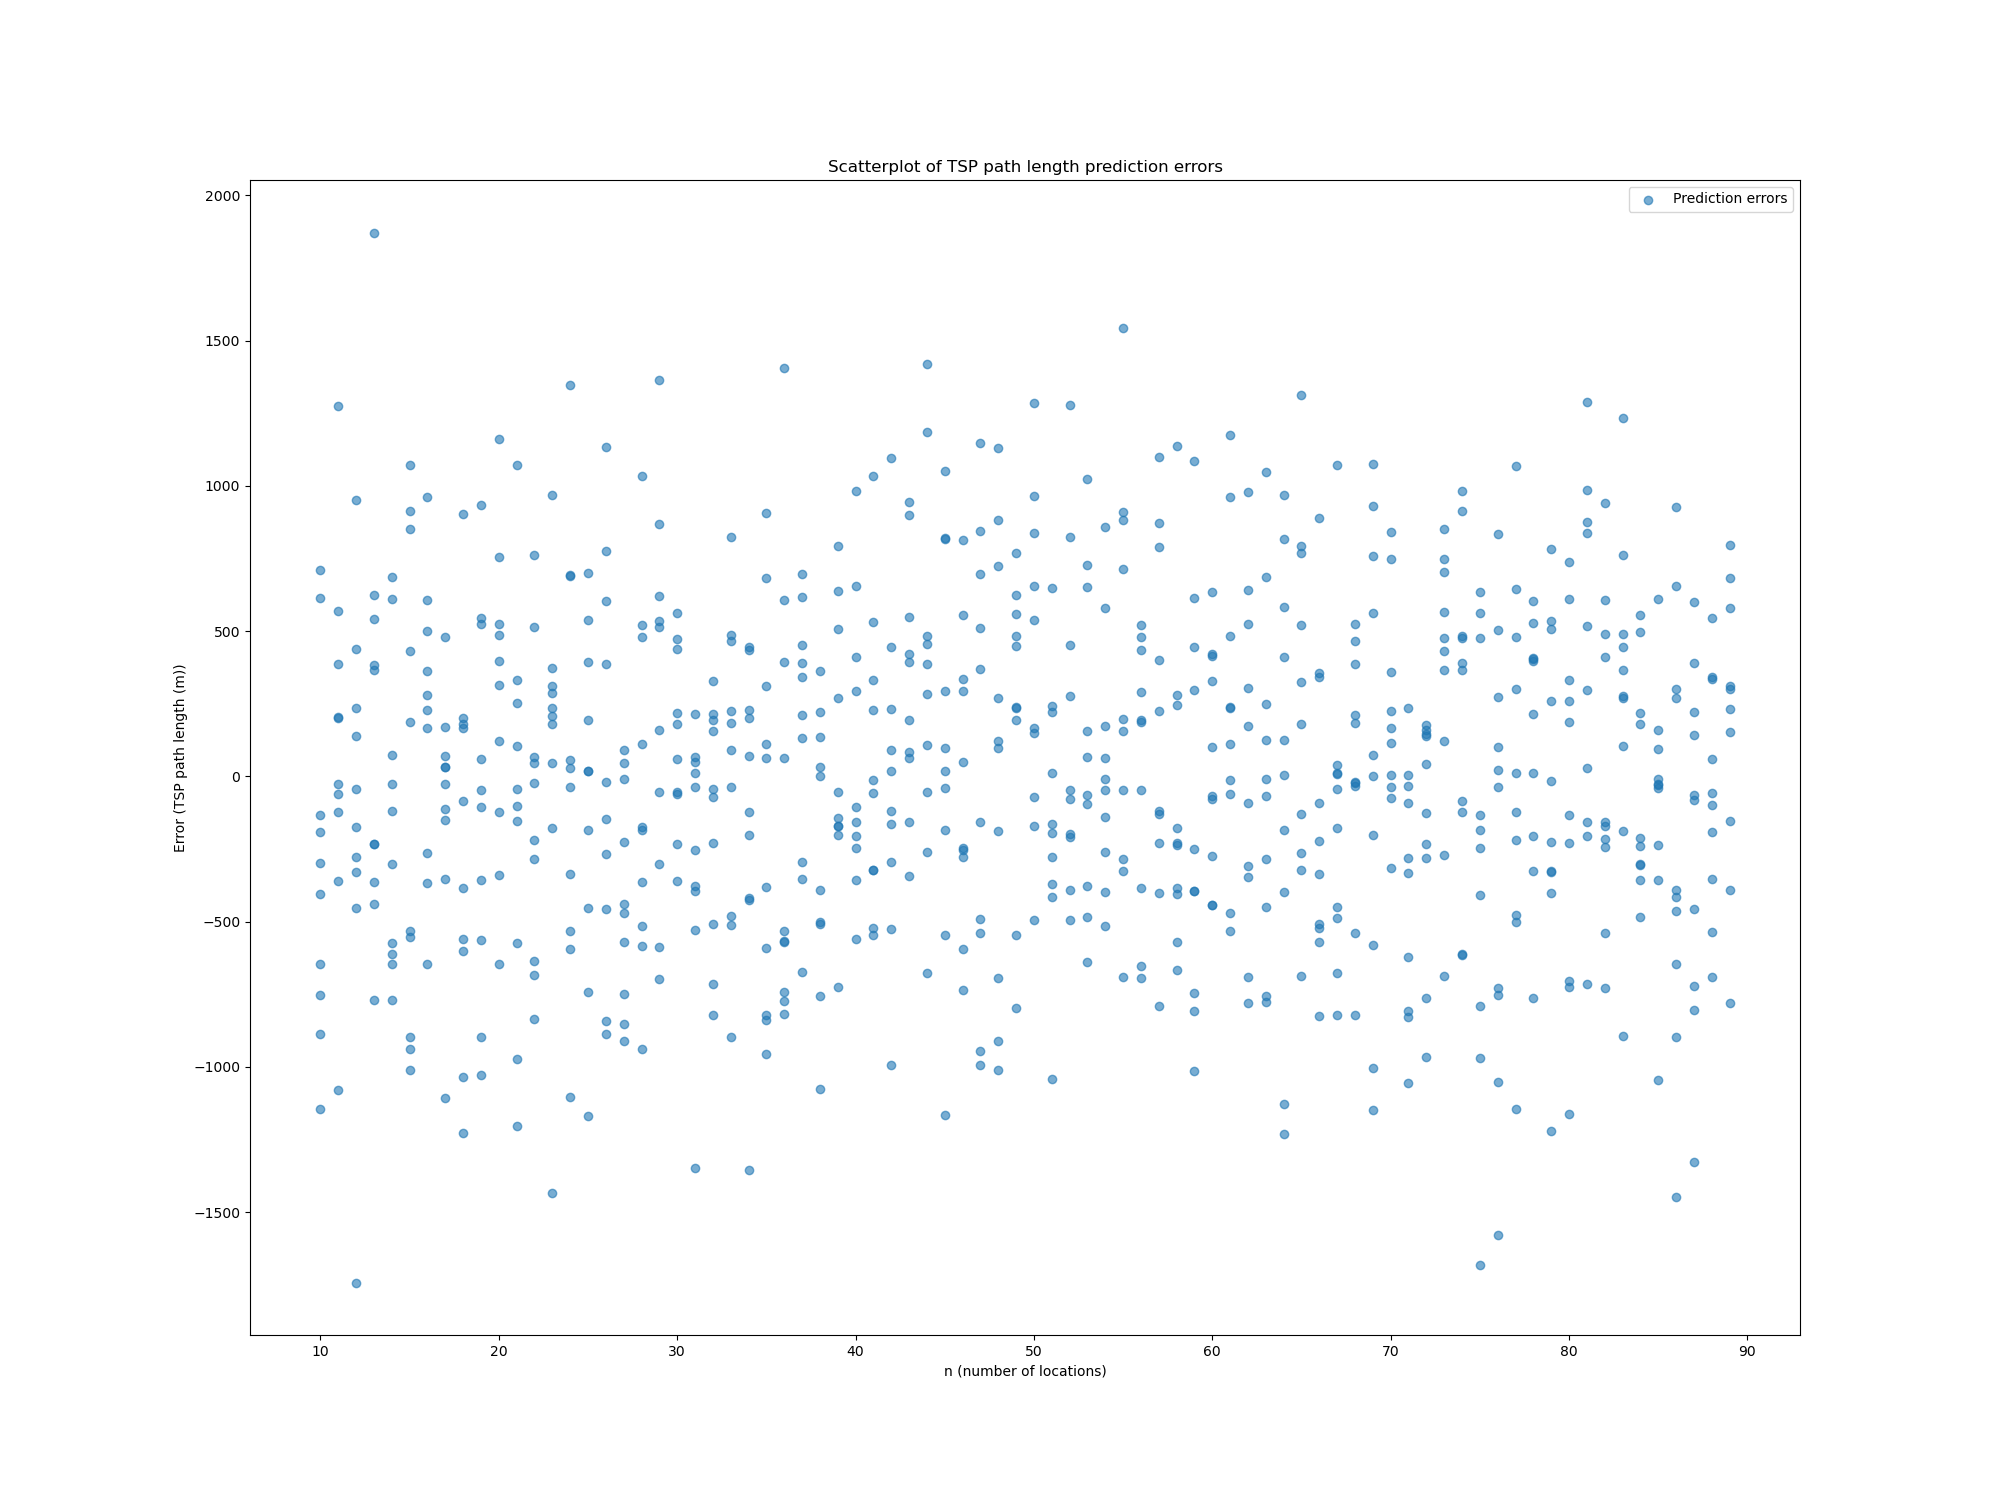 Scatterplot of TSP path length prediction errors
Prediction errors
2000
1500
1000
500
0
−500
−1000
−1500
Error (TSP path length (m))
10 20 30 40 50 60 70 80 90
n (number of locations)